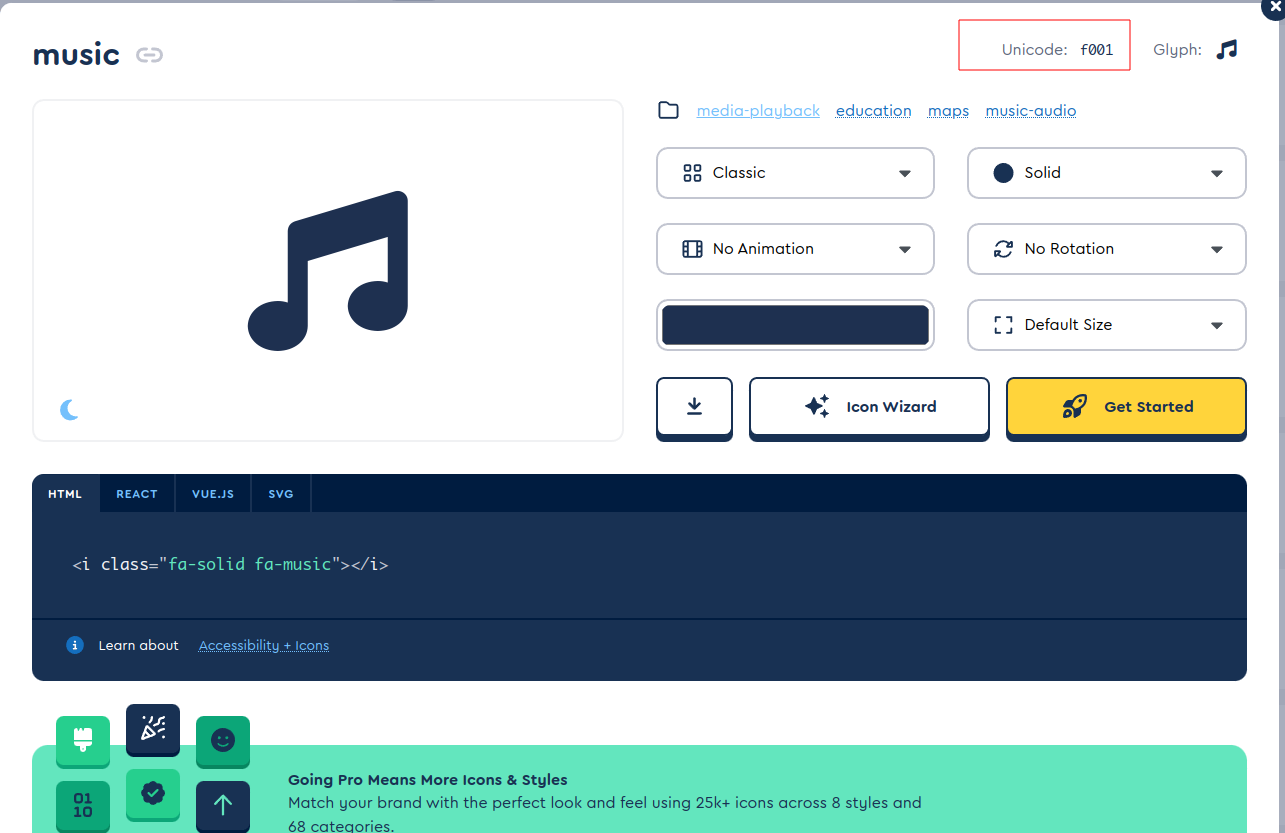 music
Unicode: f001
Glyph:
media-playback education maps music-audio
Classic
Solid
No Animation
No Rotation
Default Size
Icon Wizard
Get Started
HTML REACT VUE.JS SVG
<i class="fa-solid fa-music"></i>
Learn about Accessibility + Icons
01
10
Going Pro Means More Icons & Styles
Match your brand with the perfect look and feel using 25k+ icons across 8 styles and
68 categories.